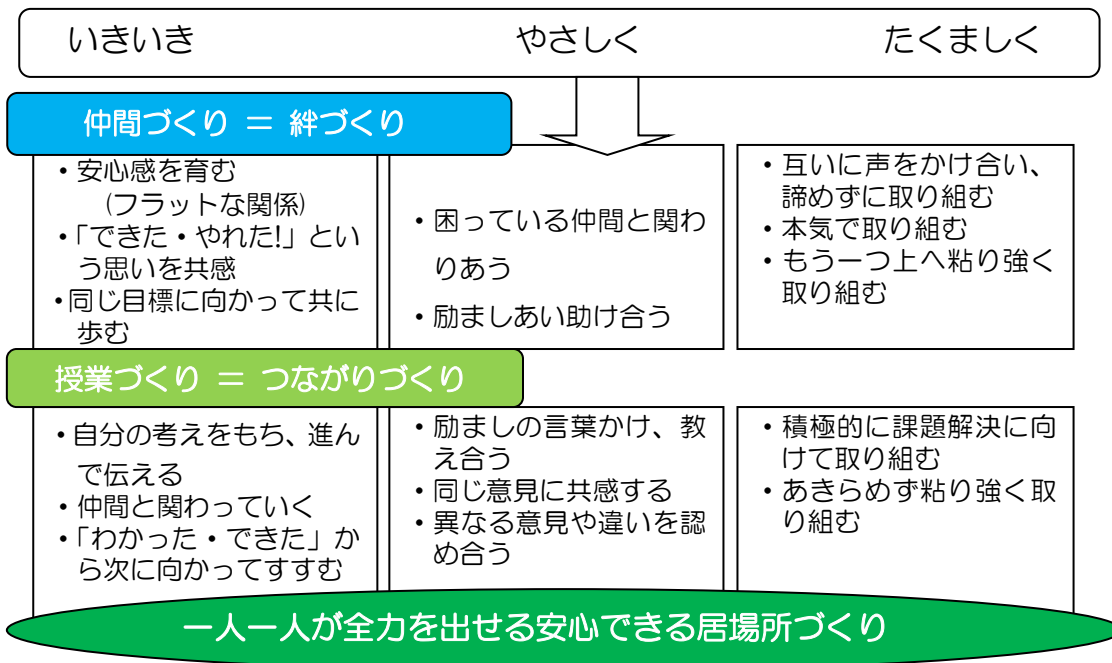 いきいき やさしく たくましく
仲間づくり ＝ 絆づくり
・安心感を育む
(フラットな関係)
・「できた・やれた!」とい
う思いを共感
・同じ目標に向かって共に
歩む
・困っている仲間と関わ
りあう
・励ましあい助け合う
・互いに声をかけ合い、
諦めずに取り組む
・本気で取り組む
・もう一つ上へ粘り強く
取り組む
授業づくり ＝ つながりづくり
・自分の考えをもち、進ん
で伝える
・仲間と関わっていく
・「わかった・できた」か
ら次に向かってすすむ
・励ましの言葉かけ、教
え合う
・同じ意見に共感する
・異なる意見や違いを認
め合う
・積極的に課題解決に向
けて取り組む
・あきらめず粘り強く取
り組む
一人一人が全力を出せる安心できる居場所づくり